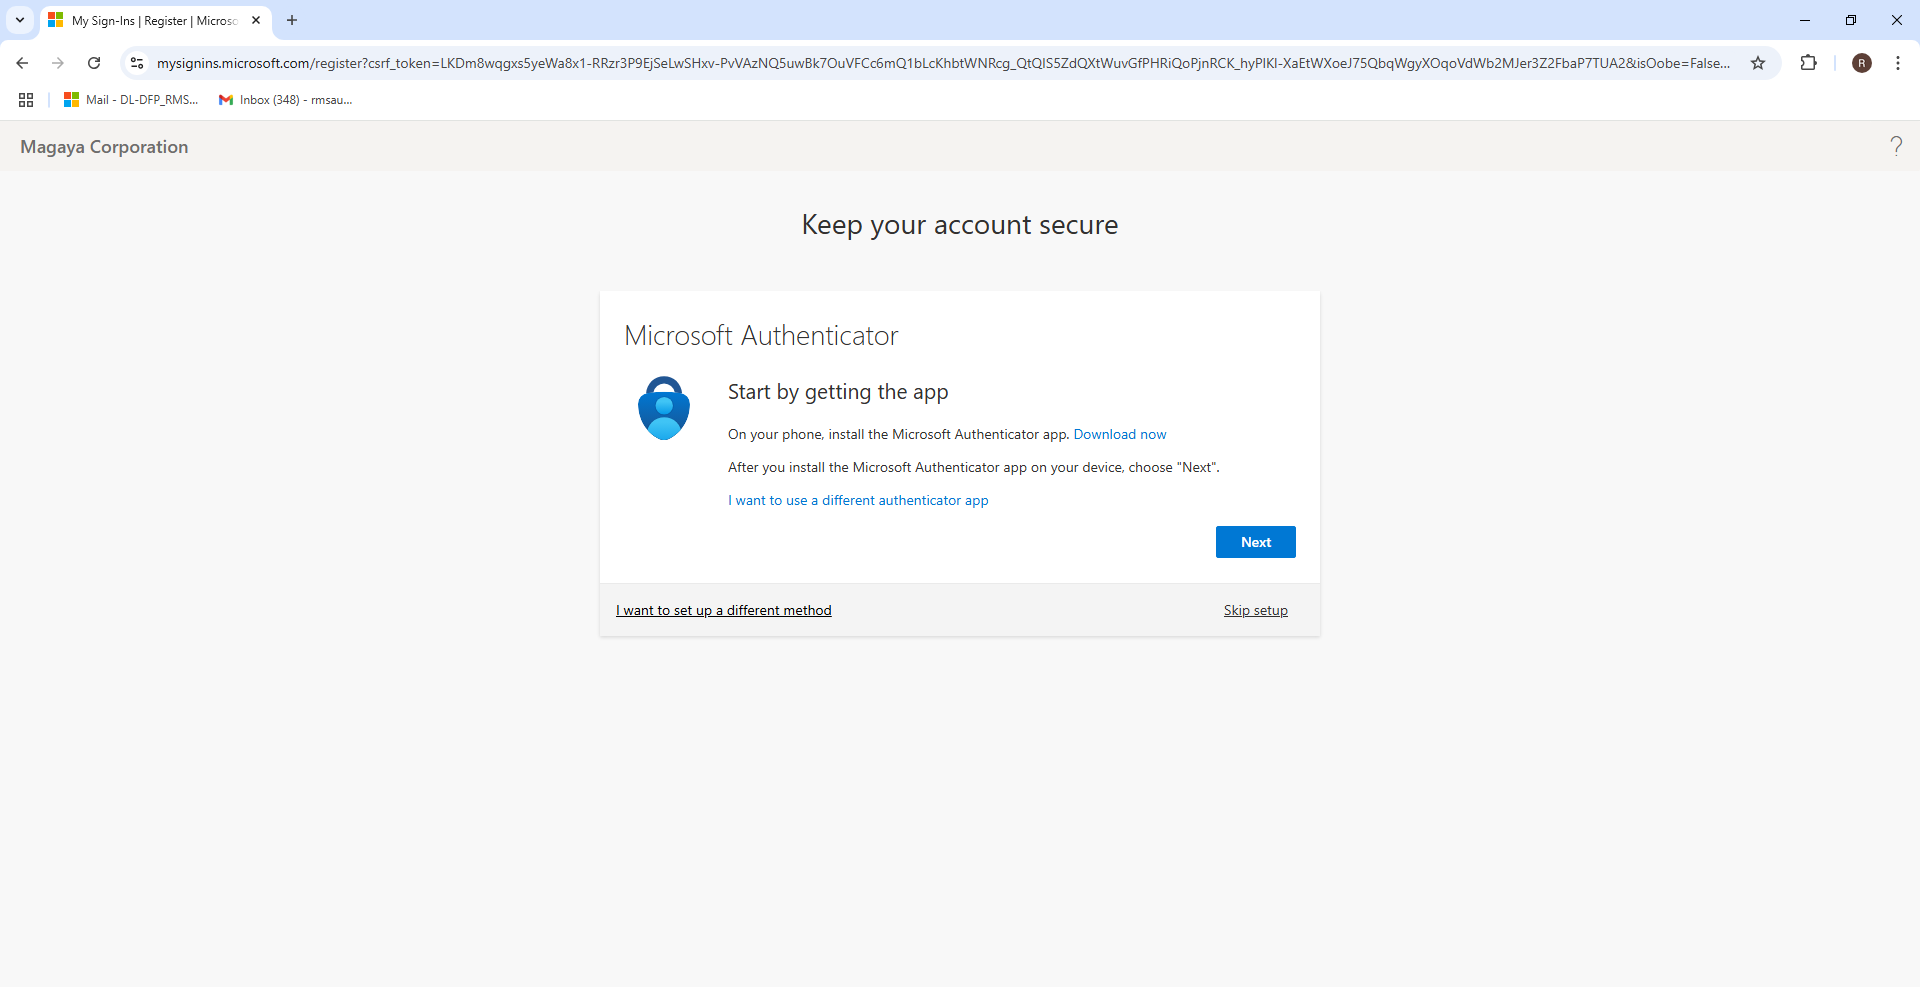 My Sign-Ins | Register | Microso
mysignins.microsoft.com/register?csrf_token=LKDm8wqgxs5yeWa8x1-RRzr3P9EjSeLwSHxv-PvVAzNQ5uwBk7OuVFCc6mQ1bLcKhbtWNRcg_QtQIS5ZdQXtWuvGfPHRiQoPjnRCK_hyPIKI-XaEtWXoeJ75QbqWgyXOqoVdWb2MJer3Z2FbaP7TUA2&isOobe=False...
R
Mail - DL-DFP_RMS...
Inbox (348) - rmsau...
Magaya Corporation
?
Keep your account secure
Microsoft Authenticator
Start by getting the app
On your phone, install the Microsoft Authenticator app. Download now
After you install the Microsoft Authenticator app on your device, choose "Next".
I want to use a different authenticator app
Next
I want to set up a different method
Skip setup